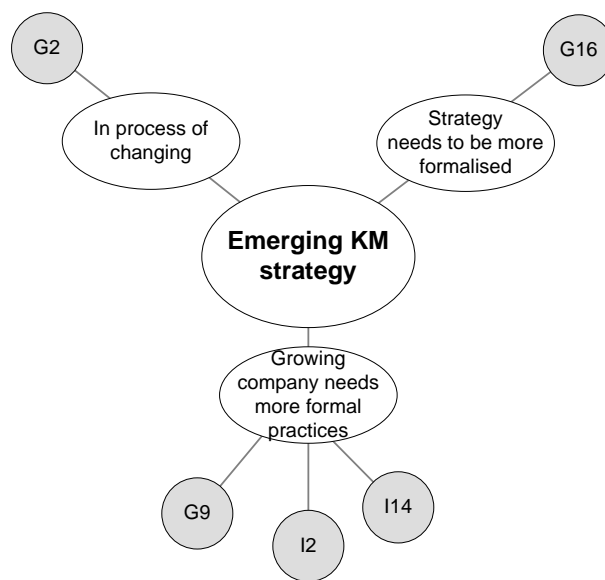 G2
G16
In process of
changing
Strategy
needs to be more
formalised
Emerging KM
strategy
Growing
company needs
more formal
practices
G9
I2
I14